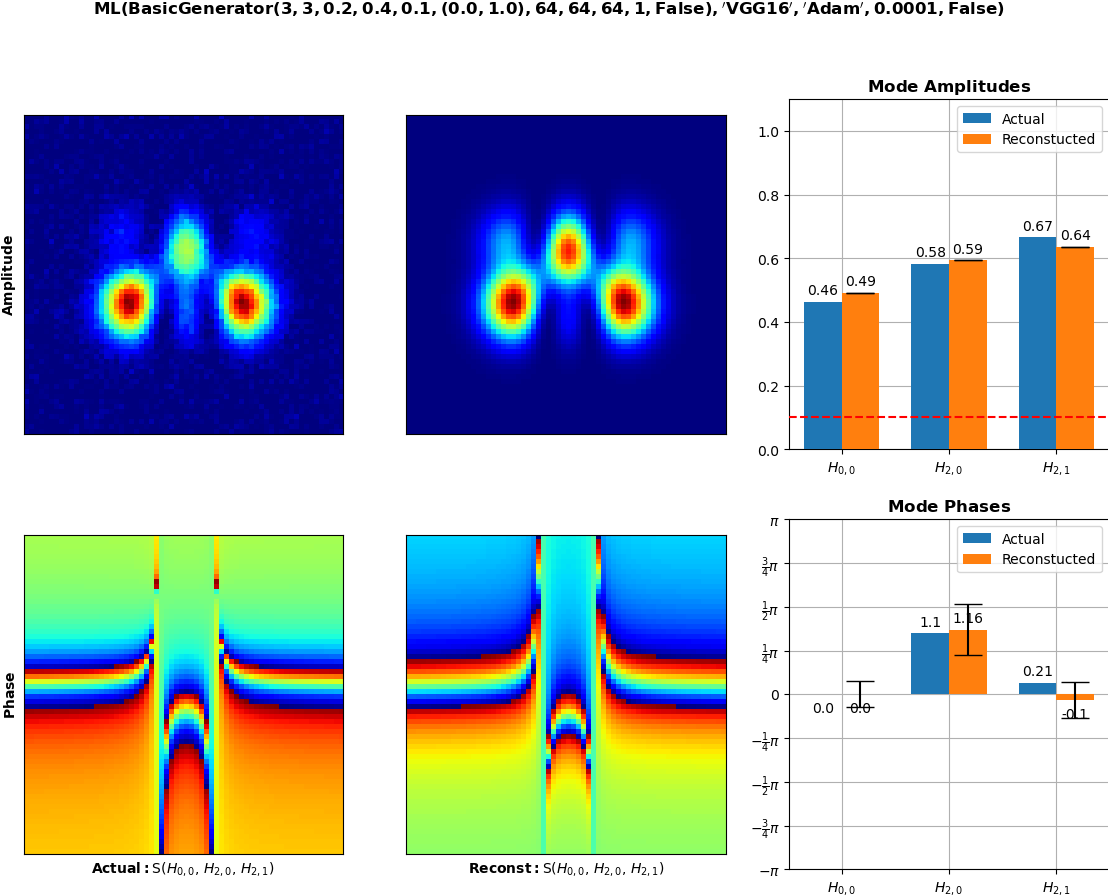 ML(BasicGenerator(3, 3, 0.2, 0.4, 0.1, (0.0, 1.0), 64, 64, 64, 1, False), ′VGG16′, ′Adam′, 0.0001, False)
Amplitude
Mode Amplitudes
Actual
Reconstucted
1.0
0.8
0.6
0.4
0.2
0.0
0.46
0.49
0.58
0.59
0.67
0.64
H0,0
H2,0
H2,1
Phase
Actual: S(H0,0, H2,0, H2,1)
Reconst: S(H0,0, H2,0, H2,1)
Mode Phases
Actual
Reconstucted
π
3/4π
1/2π
1/4π
0
−1/4π
−1/2π
−3/4π
−π
0.0
0.0
1.1
1.16
0.21
-0.1
H0,0
H2,0
H2,1